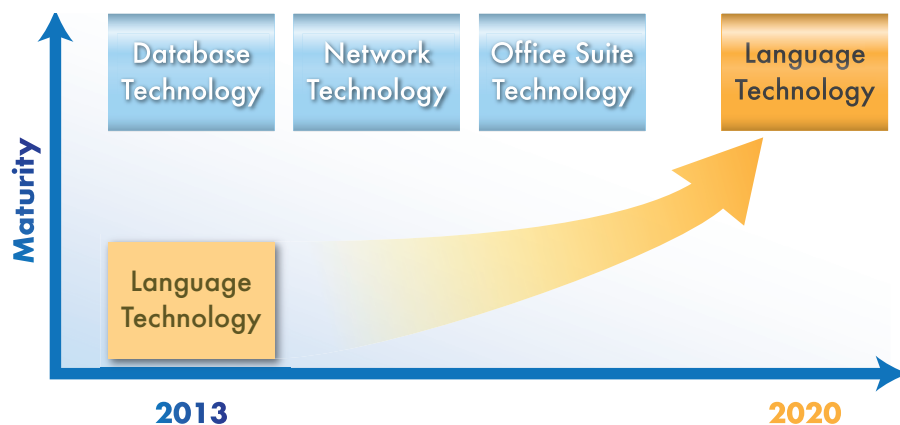 Database
Technology
Network
Technology
Office Suite
Technology
Language
Technology
Maturity
Language
Technology
2013
2020